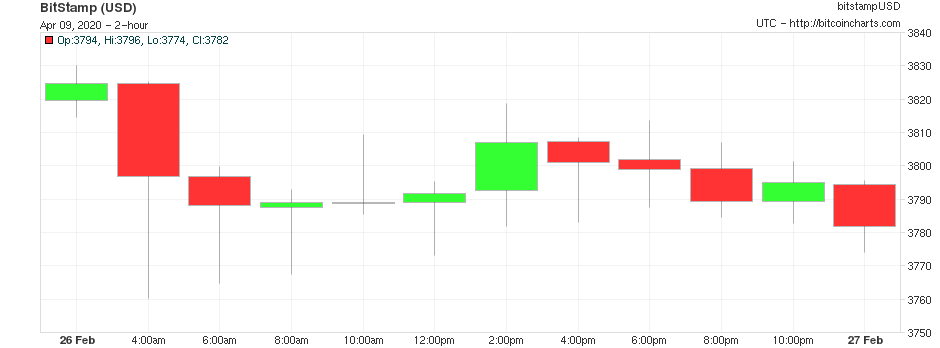 BitStamp (USD)
bitstampUSD
Apr 09, 2020 - 2-hour
UTC - http://bitcoincharts.com
Op:3794, Hi:3796, Lo:3774, Cl:3782
3840
3830
3820
3810
3800
3790
3780
3770
3760
3750
26 Feb 4:00am 6:00am 8:00am 10:00am 12:00pm 2:00pm 4:00pm 6:00pm 8:00pm 10:00pm 27 Feb